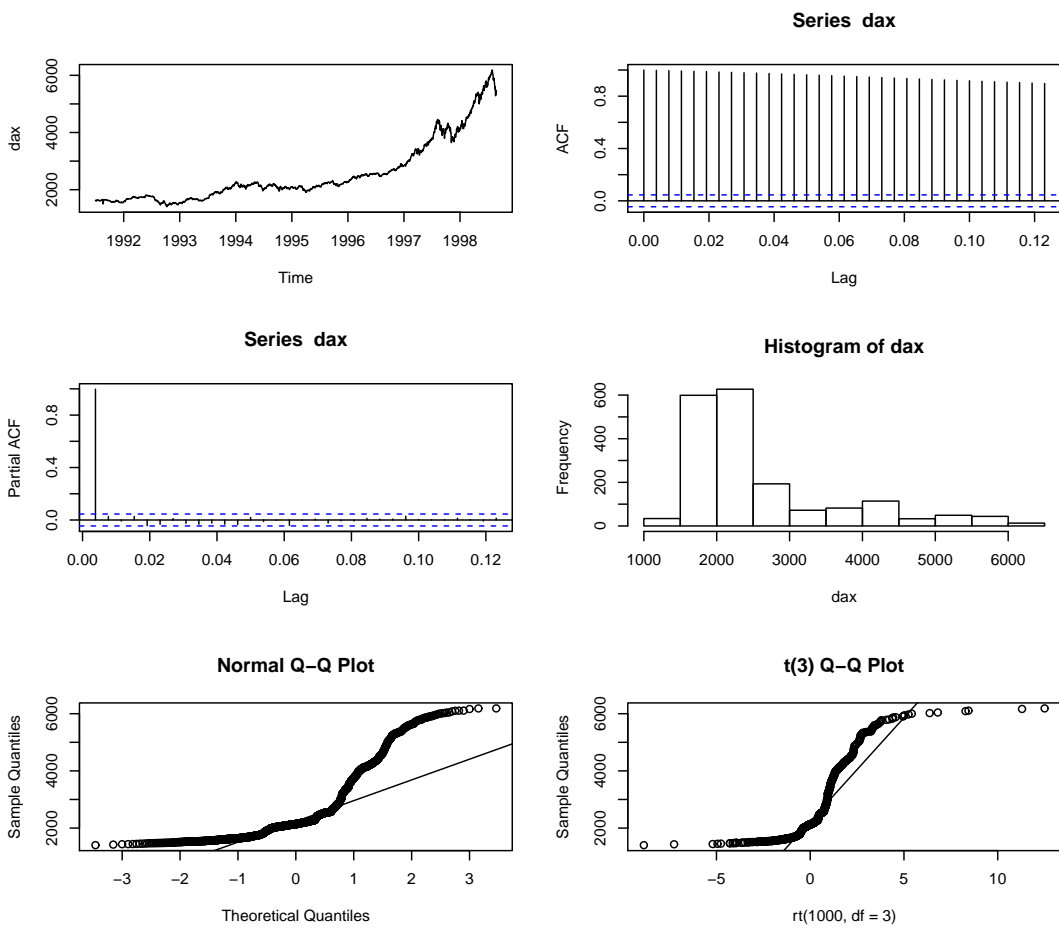 dax
2000 4000 6000
1992 1993 1994 1995 1996 1997 1998
Time
Series dax
ACF
0.0 0.4 0.8
0.00 0.02 0.04 0.06 0.08 0.10 0.12
Lag
Series dax
Partial ACF
0.0 0.4 0.8
0.00 0.02 0.04 0.06 0.08 0.10 0.12
Lag
Histogram of dax
Frequency
0 200 400 600
1000 2000 3000 4000 5000 6000
dax
Normal Q−Q Plot
Sample Quantiles
2000 4000 6000
−3 −2 −1 0 1 2 3
Theoretical Quantiles
t(3) Q−Q Plot
Sample Quantiles
2000 4000 6000
−5 0 5 10
rt(1000, df = 3)